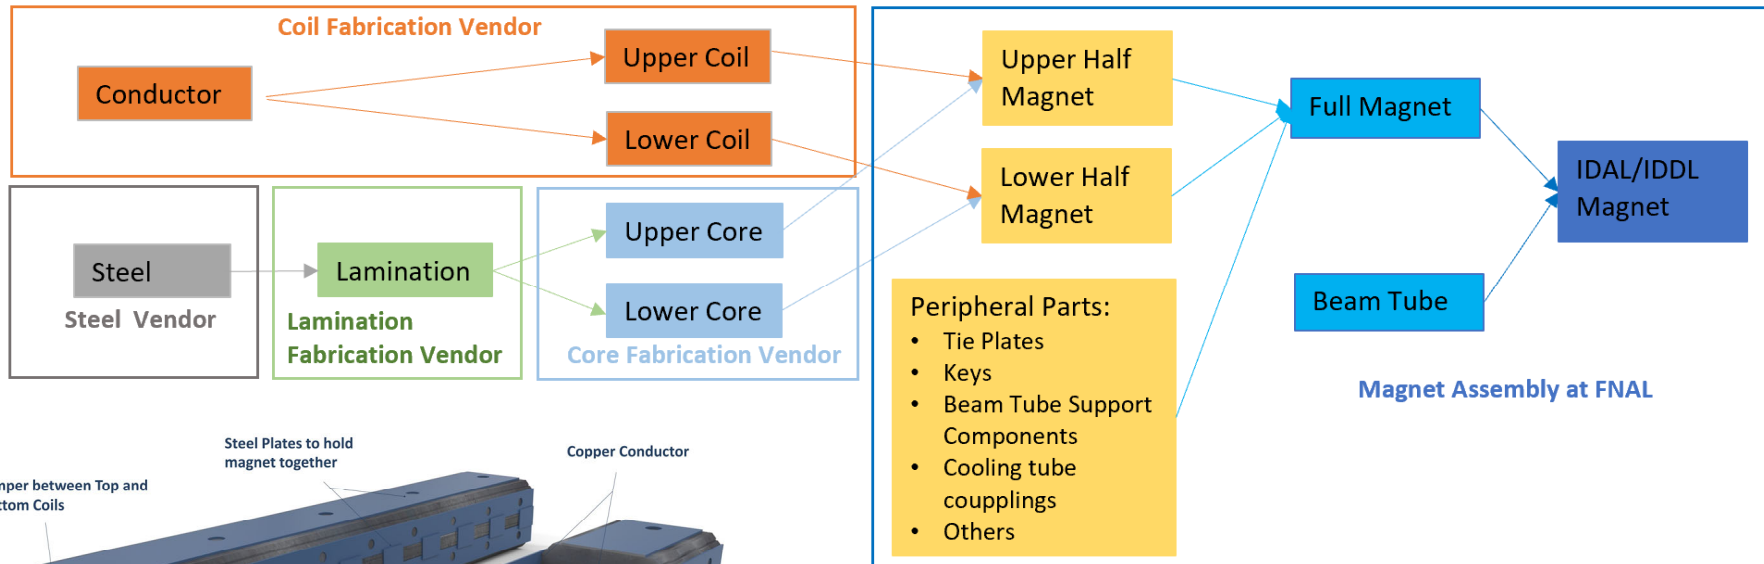 Coil Fabrication Vendor
Conductor
Upper Coil
Lower Coil
Steel
Steel Vendor
Lamination
Lamination
Fabrication Vendor
Upper Core
Lower Core
Core Fabrication Vendor
Upper Half
Magnet
Lower Half
Magnet
Peripheral Parts:
• Tie Plates
• Keys
• Beam Tube Support
Components
• Cooling tube
coupplings
• Others
Full Magnet
Beam Tube
IDAL/IDDL
Magnet
Magnet Assembly at FNAL
Steel Plates to hold
magnet together
Copper Conductor
between Top and
Coils